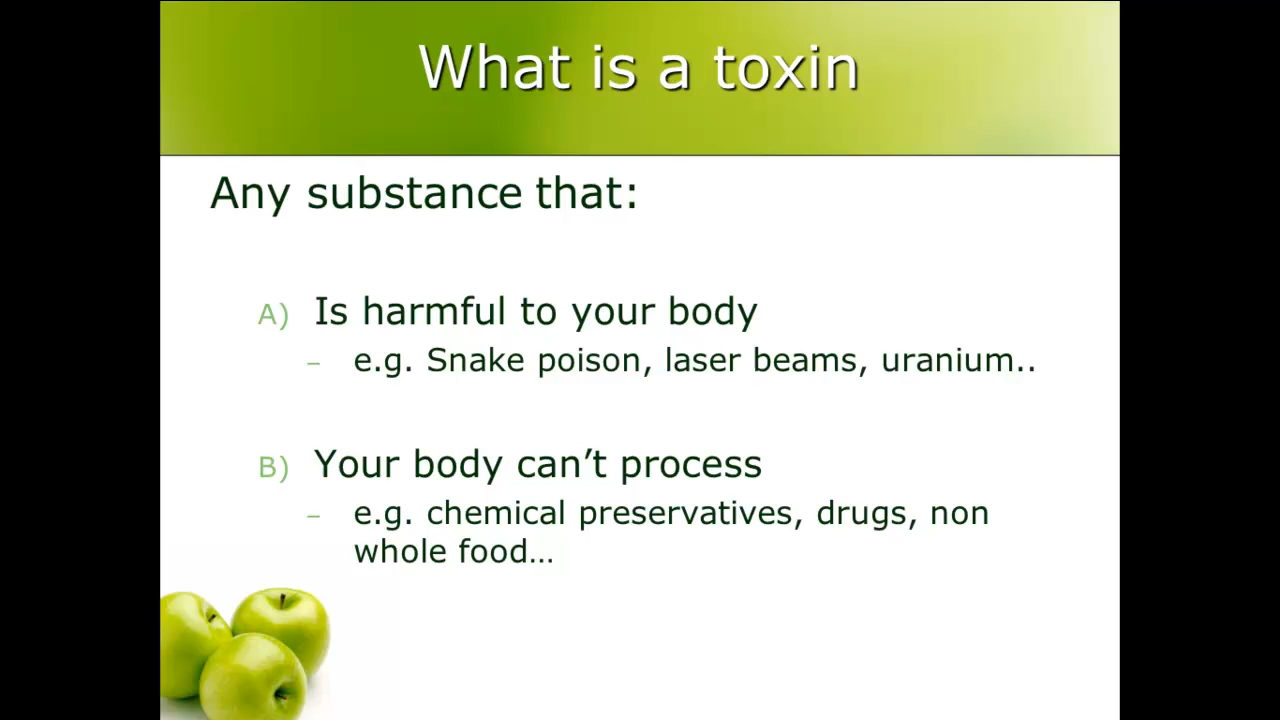 What is a toxin
Any substance that:
A) Is harmful to your body
– e.g. Snake poison, laser beams, uranium..
B) Your body can’t process
– e.g. chemical preservatives, drugs, non
whole food…